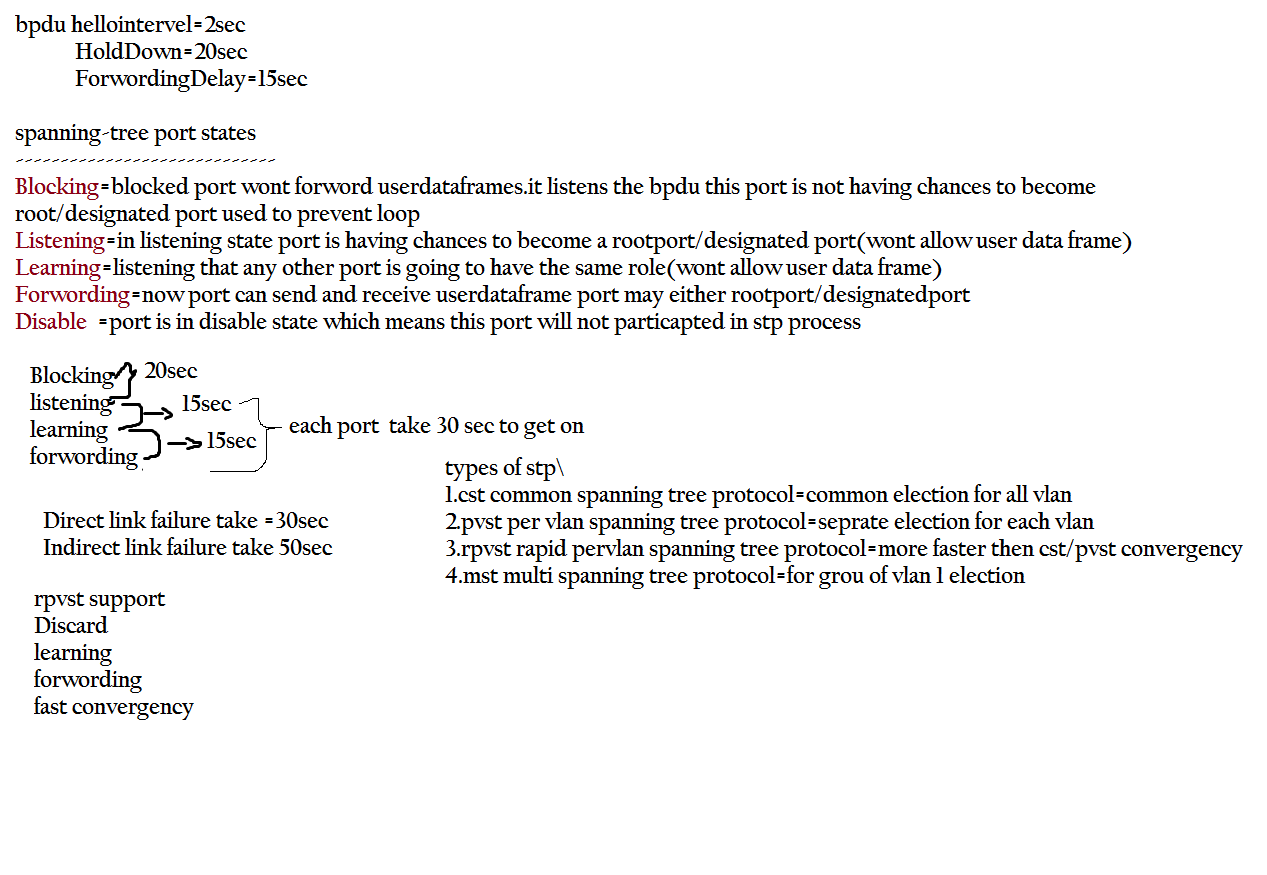 bpdu hellointervel=2sec
HoldDown=20sec
ForwordingDelay=15sec
spanning-tree port states
-----------------------------
Blocking=blocked port wont forword userdataframes.it listens the bpdu this port is not having chances to become
root/designated port used to prevent loop
Listening=in listening state port is having chances to become a rootport/designated port(wont allow user data frame)
Learning=listening that any other port is going to have the same role(wont allow user data frame)
Forwording=now port can send and receive userdataframe port may either rootport/designatedport
Disable =port is in disable state which means this port will not particapted in stp process
Blocking
20sec
listening
15sec
learning
15sec
forwording
each port take 30 sec to get on
types of stp\
1.cst common spanning tree protocol=common election for all vlan
2.pvst per vlan spanning tree protocol=seprate election for each vlan
3.rpvst rapid pervlan spanning tree protocol=more faster then cst/pvst convergency
4.mst multi spanning tree protocol=for grou of vlan 1 election
Direct link failure take =30sec
Indirect link failure take 50sec
rpvst support
Discard
learning
forwording
fast convergency